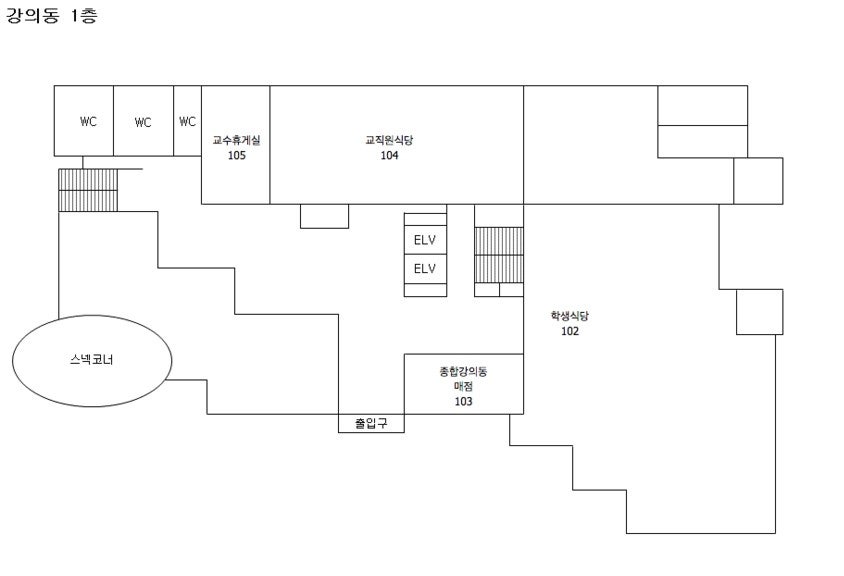 강의동 1층
WC
WC
WC
교수휴게실
105
교직원식당
104
ELV
ELV
학생식당
102
스넥코너
종합강의동
매점
103
출입구